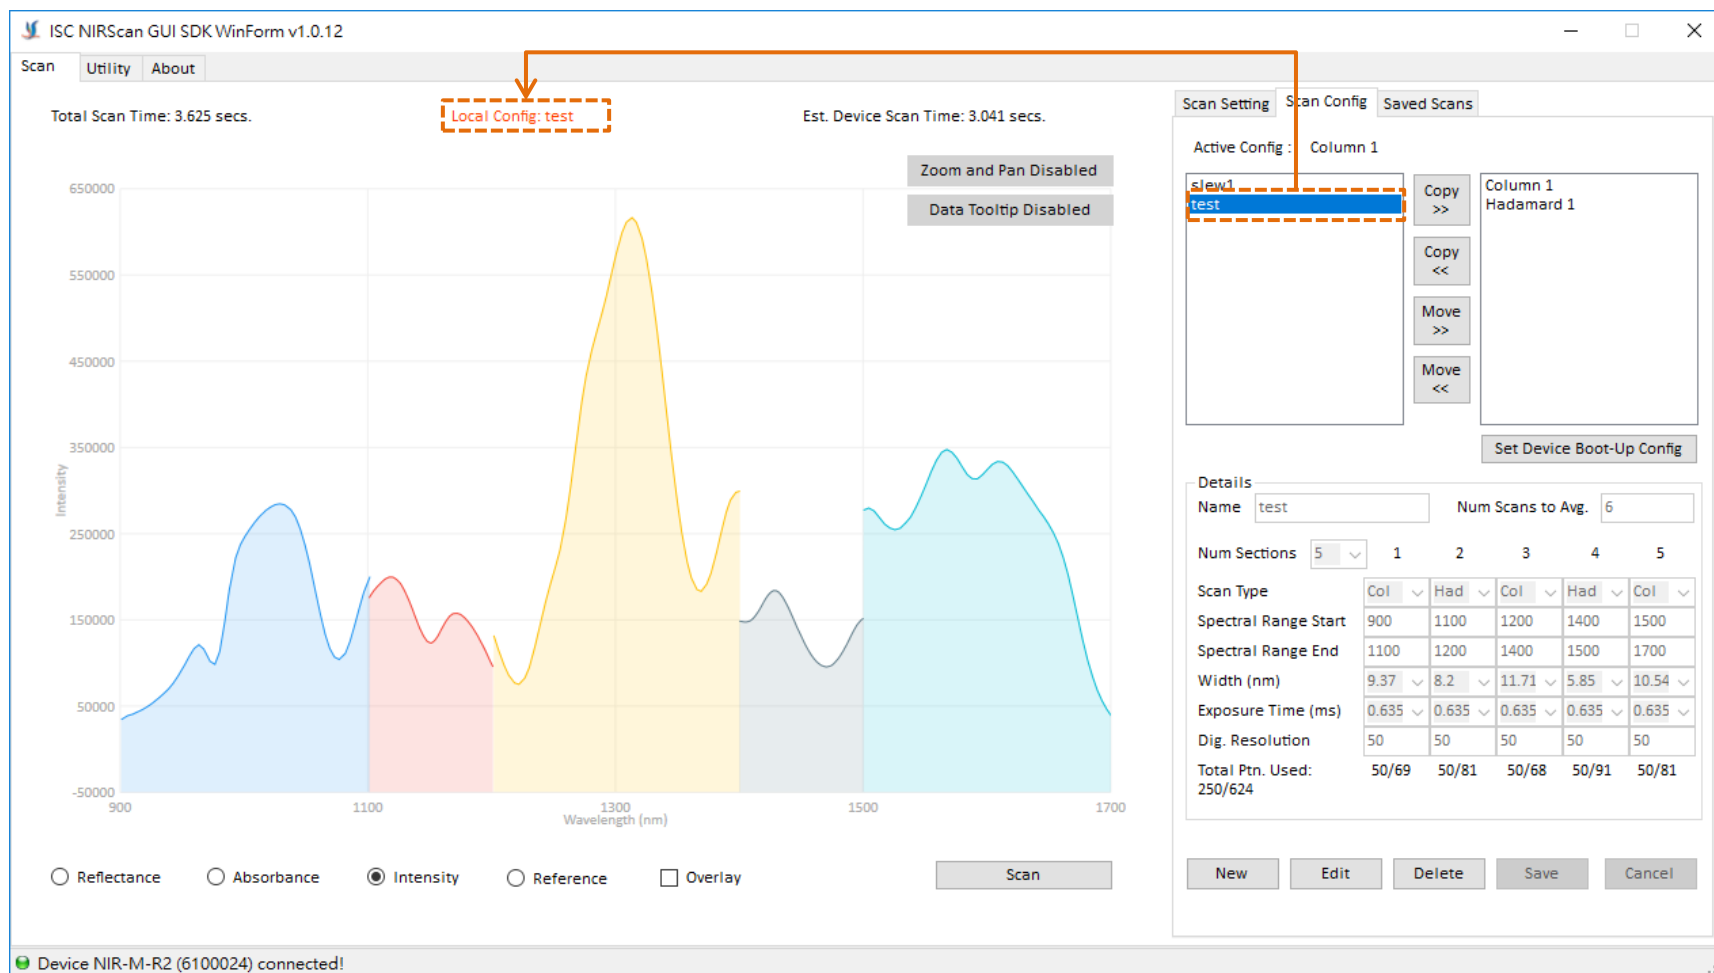 ISC NIRScan GUI SDK WinForm v1.0.12
Scan Utility About
Total Scan Time: 3.625 secs.
Local Config: test
Est. Device Scan Time: 3.041 secs.
Zoom and Pan Disabled
Data Tooltip Disabled
650000
550000
450000
350000
250000
150000
50000
-50000
Intensity
900 1100 1300 1500 1700
Wavelength (nm)
Reflectance Absorbance Intensity Reference Overlay
Scan
Scan Setting Scan Config Saved Scans
Active Config : Column 1
slew1
test
Copy
>>
Copy
<<
Move
>>
Move
<<
Column 1
Hadamard 1
Set Device Boot-Up Config
Details
Name test Num Scans to Avg. 6
Num Sections 5 1 2 3 4 5
Scan Type Col Had Col Had Col
Spectral Range Start 900 1100 1200 1400 1500
Spectral Range End 1100 1200 1400 1500 1700
Width (nm) 9.37 8.2 11.71 5.85 10.54
Exposure Time (ms) 0.635 0.635 0.635 0.635 0.635
Dig. Resolution 50 50 50 50 50
Total Ptn. Used: 50/69 50/81 50/68 50/91 50/81
250/624
New Edit Delete Save Cancel
Device NIR-M-R2 (6100024) connected!